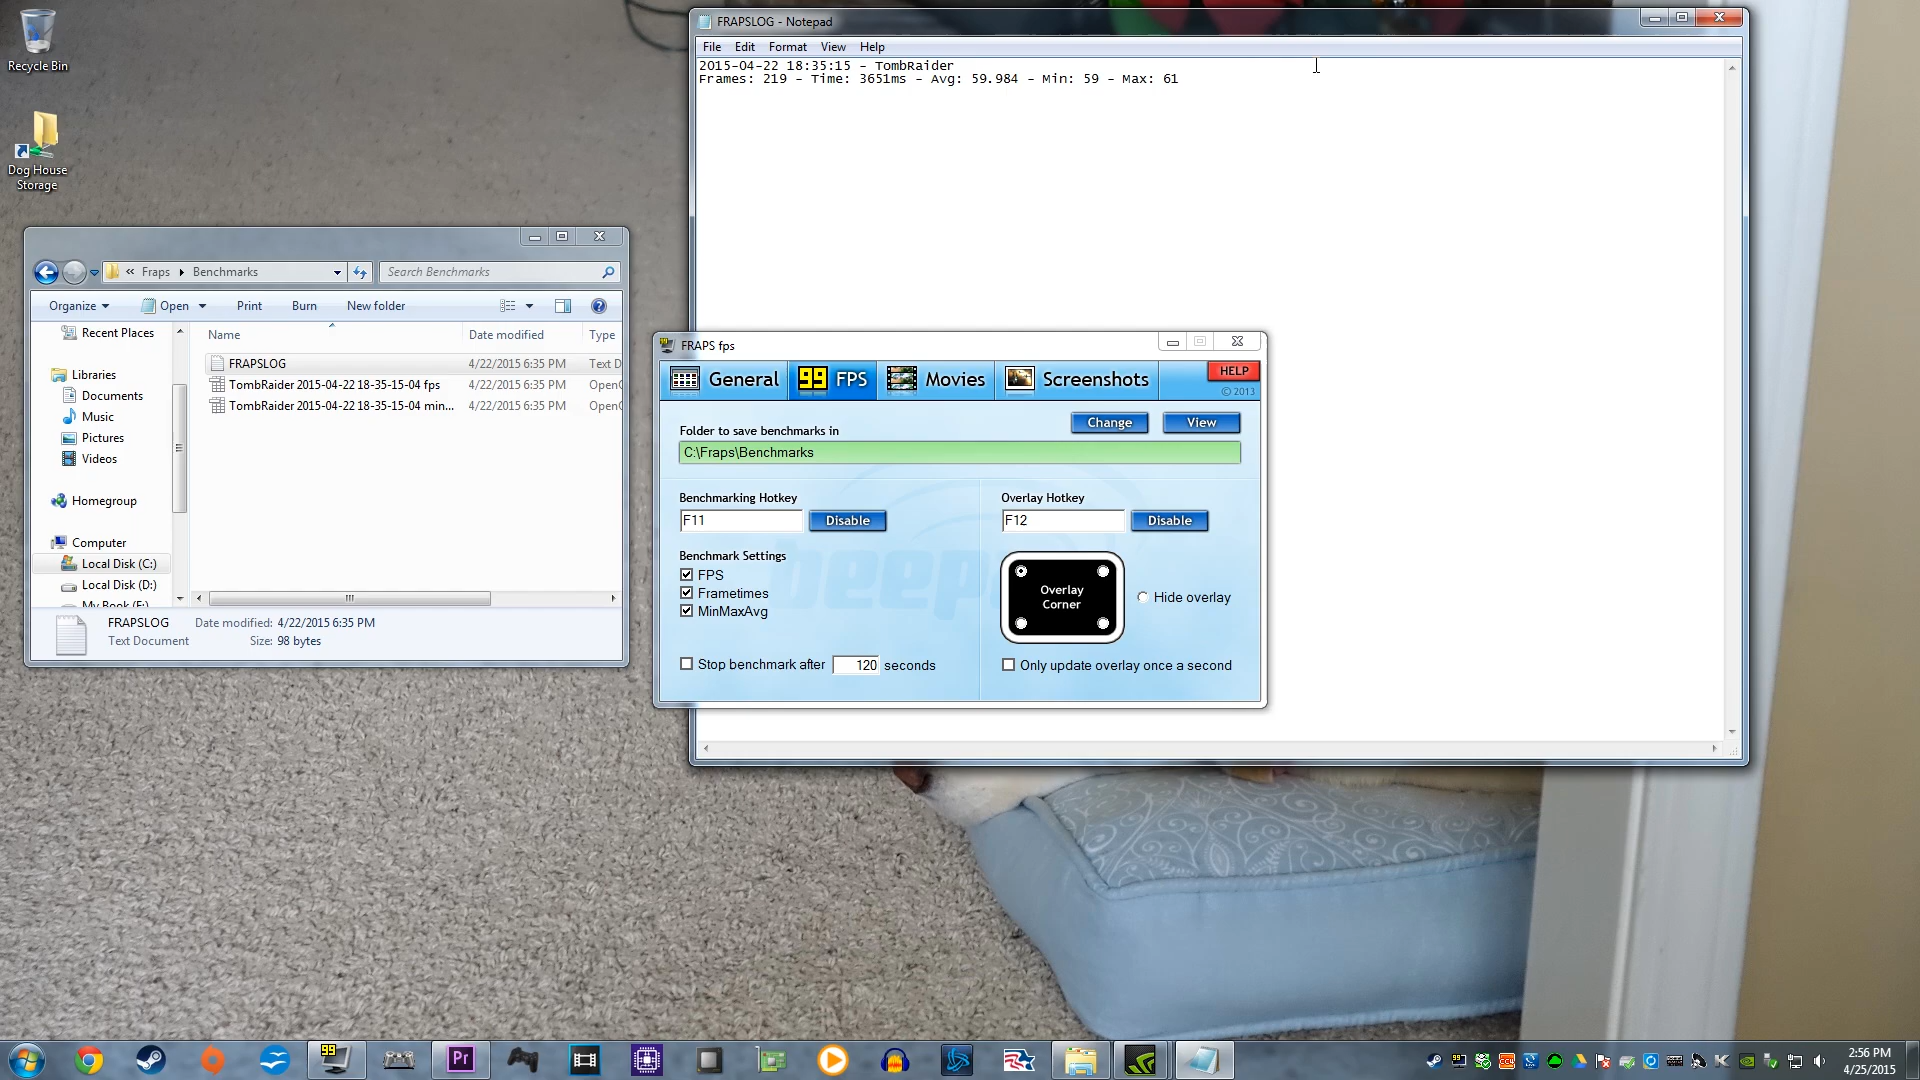 Recycle Bin
Dog House
Storage
FRAPSLOG - Notepad
File Edit Format View Help
2015-04-22 18:35:15 - TombRaider
Frames: 219 - Time: 3651ms - Avg: 59.984 - Min: 59 - Max: 61
« Fraps Benchmarks
Search Benchmarks
Organize Open Print Burn New folder
Recent Places
Libraries
Documents
Music
Pictures
Videos
Homegroup
Computer
Local Disk (C:)
Local Disk (D:)
My Book (F:)
Name Date modified Type
FRAPSLOG 4/22/2015 6:35 PM Text D
TombRaider 2015-04-22 18-35-15-04 fps 4/22/2015 6:35 PM OpenO
TombRaider 2015-04-22 18-35-15-04 min... 4/22/2015 6:35 PM OpenO
FRAPSLOG Date modified: 4/22/2015 6:35 PM
Text Document Size: 98 bytes
FRAPS fps
General 99 FPS Movies Screenshots
HELP
© 2013
Folder to save benchmarks in
Change View
C:\Fraps\Benchmarks
Benchmarking Hotkey
F11 Disable
Benchmark Settings
FPS
Frametimes
MinMaxAvg
Stop benchmark after 120 seconds
Overlay Hotkey
F12 Disable
Overlay
Corner
Hide overlay
Only update overlay once a second
99
Pr
2:56 PM
4/25/2015